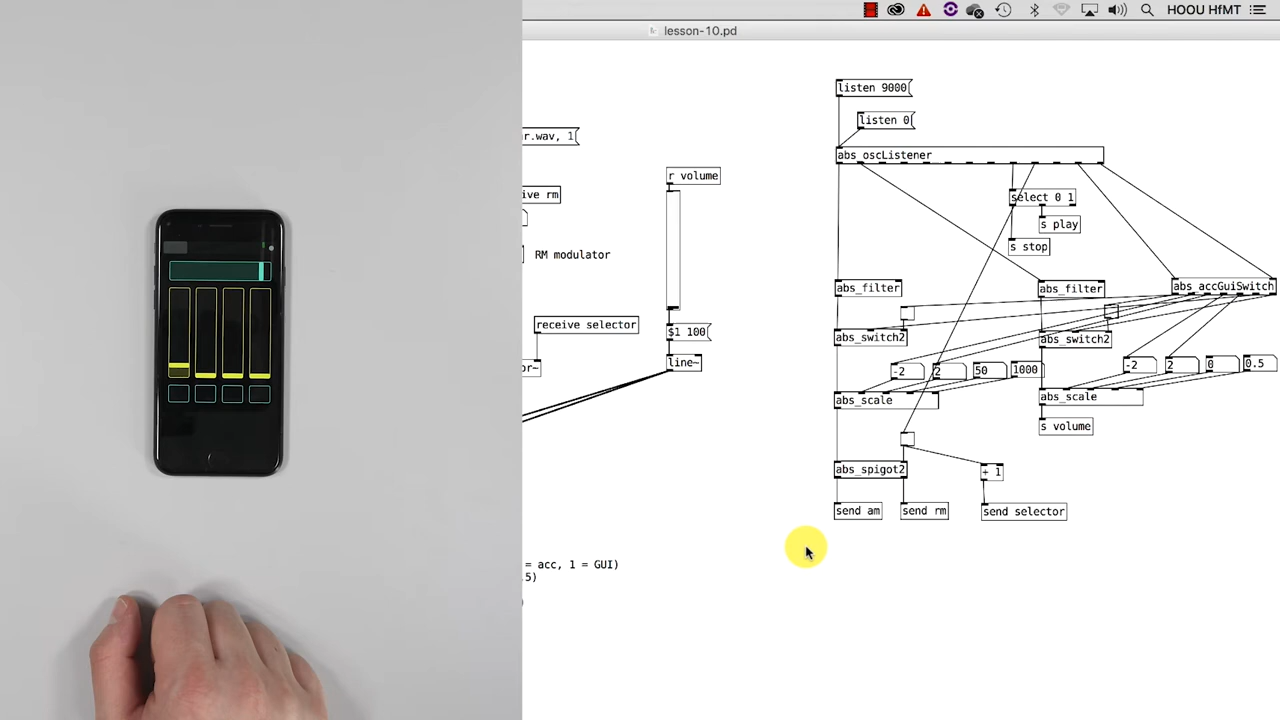 HOOU HfMT
lesson-10.pd
listen 9000
listen 0
r.wav, 1
abs_oscListener
r volume
ive rm
select 0 1
s play
s stop
RM modulator
abs_filter
abs_filter
abs_accGuiSwitch
receive selector
$1 100
abs_switch2
abs_switch2
line~
or~
-2
2
50
1000
-2
2
0
0.5
abs_scale
abs_scale
s volume
abs_spigot2
+ 1
send am
send rm
send selector
= acc, 1 = GUI)
5)
)